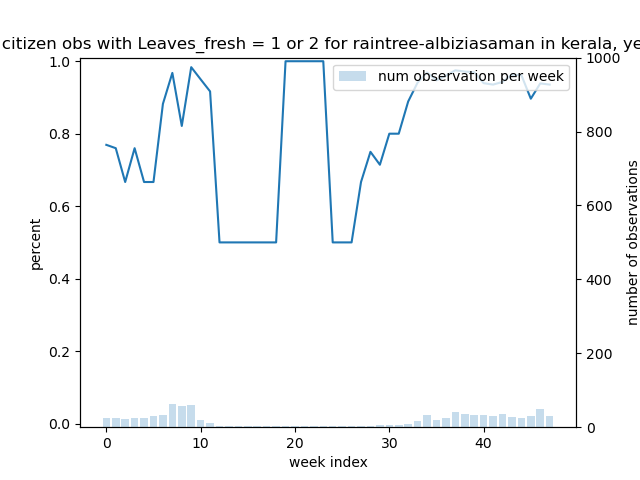 citizen obs with Leaves_fresh = 1 or 2 for raintree-albiziasaman in kerala, ye
num observation per week
1.0
0.8
0.6
0.4
0.2
0.0
percent
1000
800
600
400
200
0
number of observations
0 10 20 30 40
week index